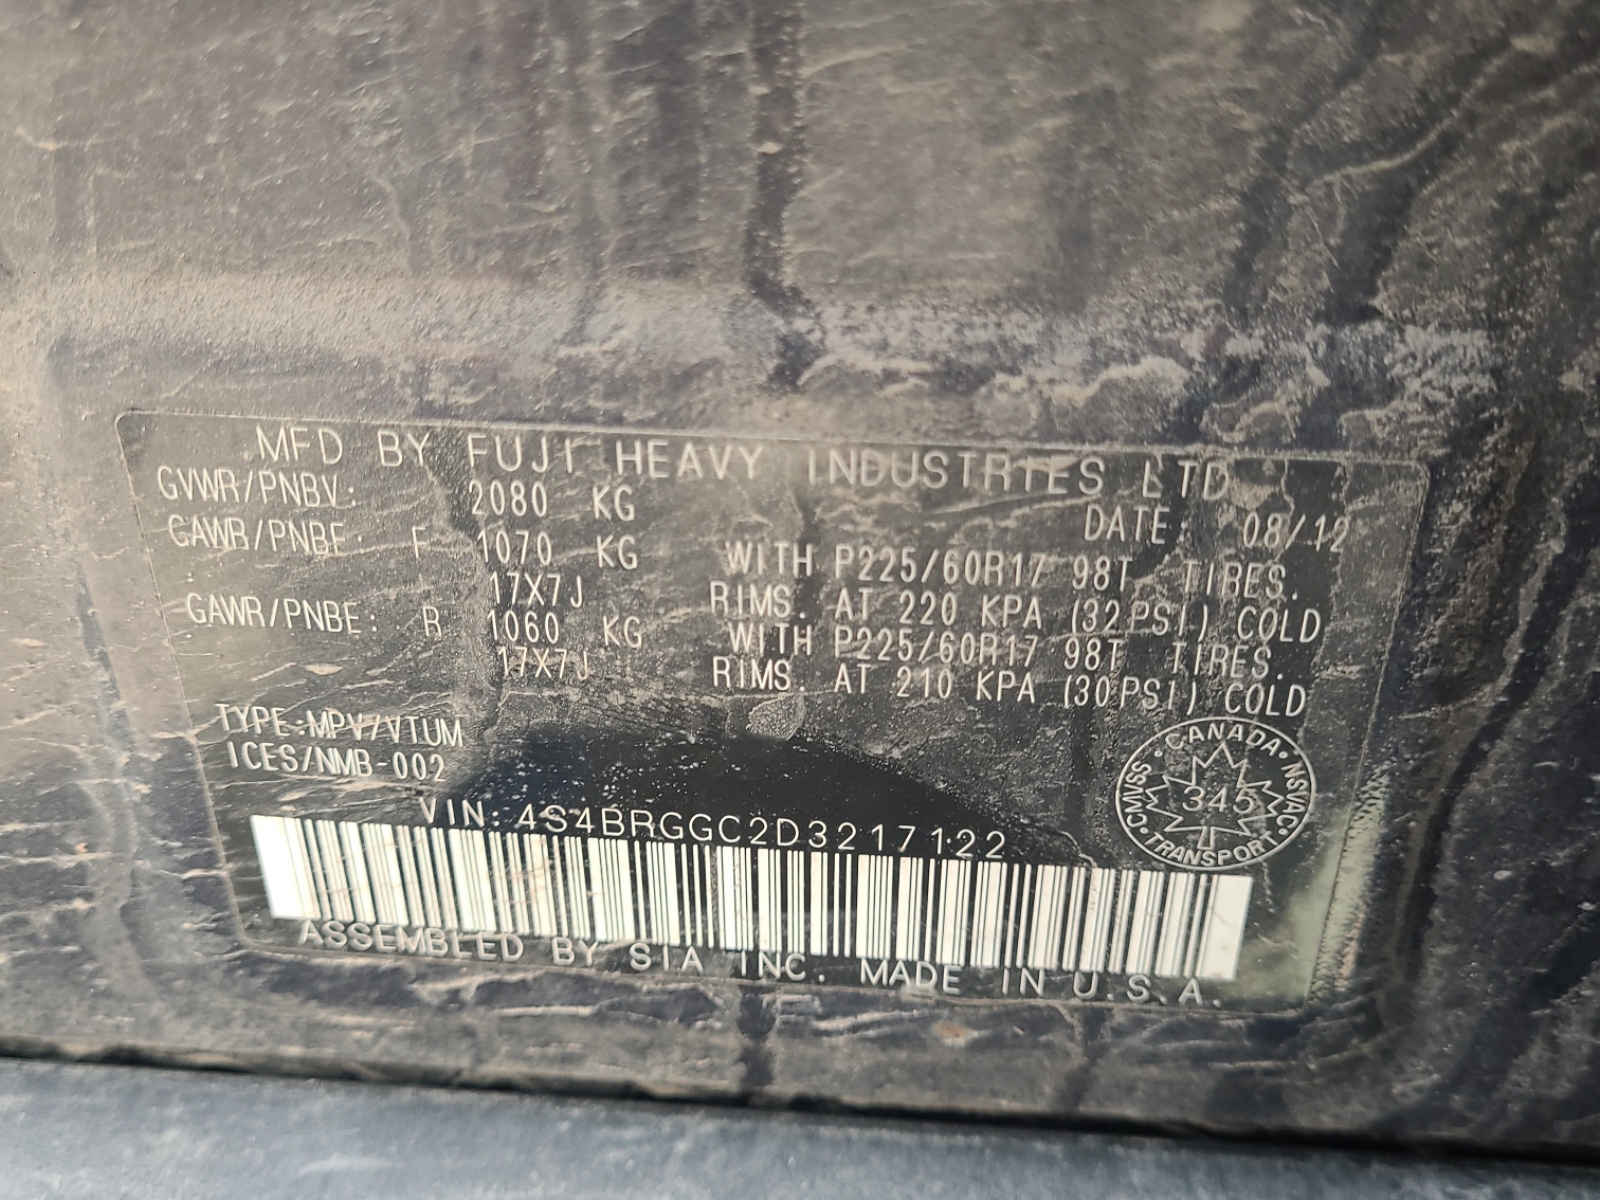 MFD BY FUJI HEAVY INDUSTRIES LTD
GVWR/PNBV: 2080 KG DATE: 08/12
GAWR/PNBE: F 1070 KG WITH P225/60R17 98T TIRES.
17X7J RIMS. AT 220 KPA (32PSI) COLD
GAWR/PNBE: R 1060 KG WITH P225/60R17 98T TIRES.
17X7J RIMS. AT 210 KPA (30PSI) COLD
TYPE:MPV/VTUM
ICES/NMB-002
CANADA
CMVSS NSVAC
345
TRANSPORT
VIN: 4S4BRGGC2D3217122
ASSEMBLED BY SIA INC. MADE IN U.S.A.